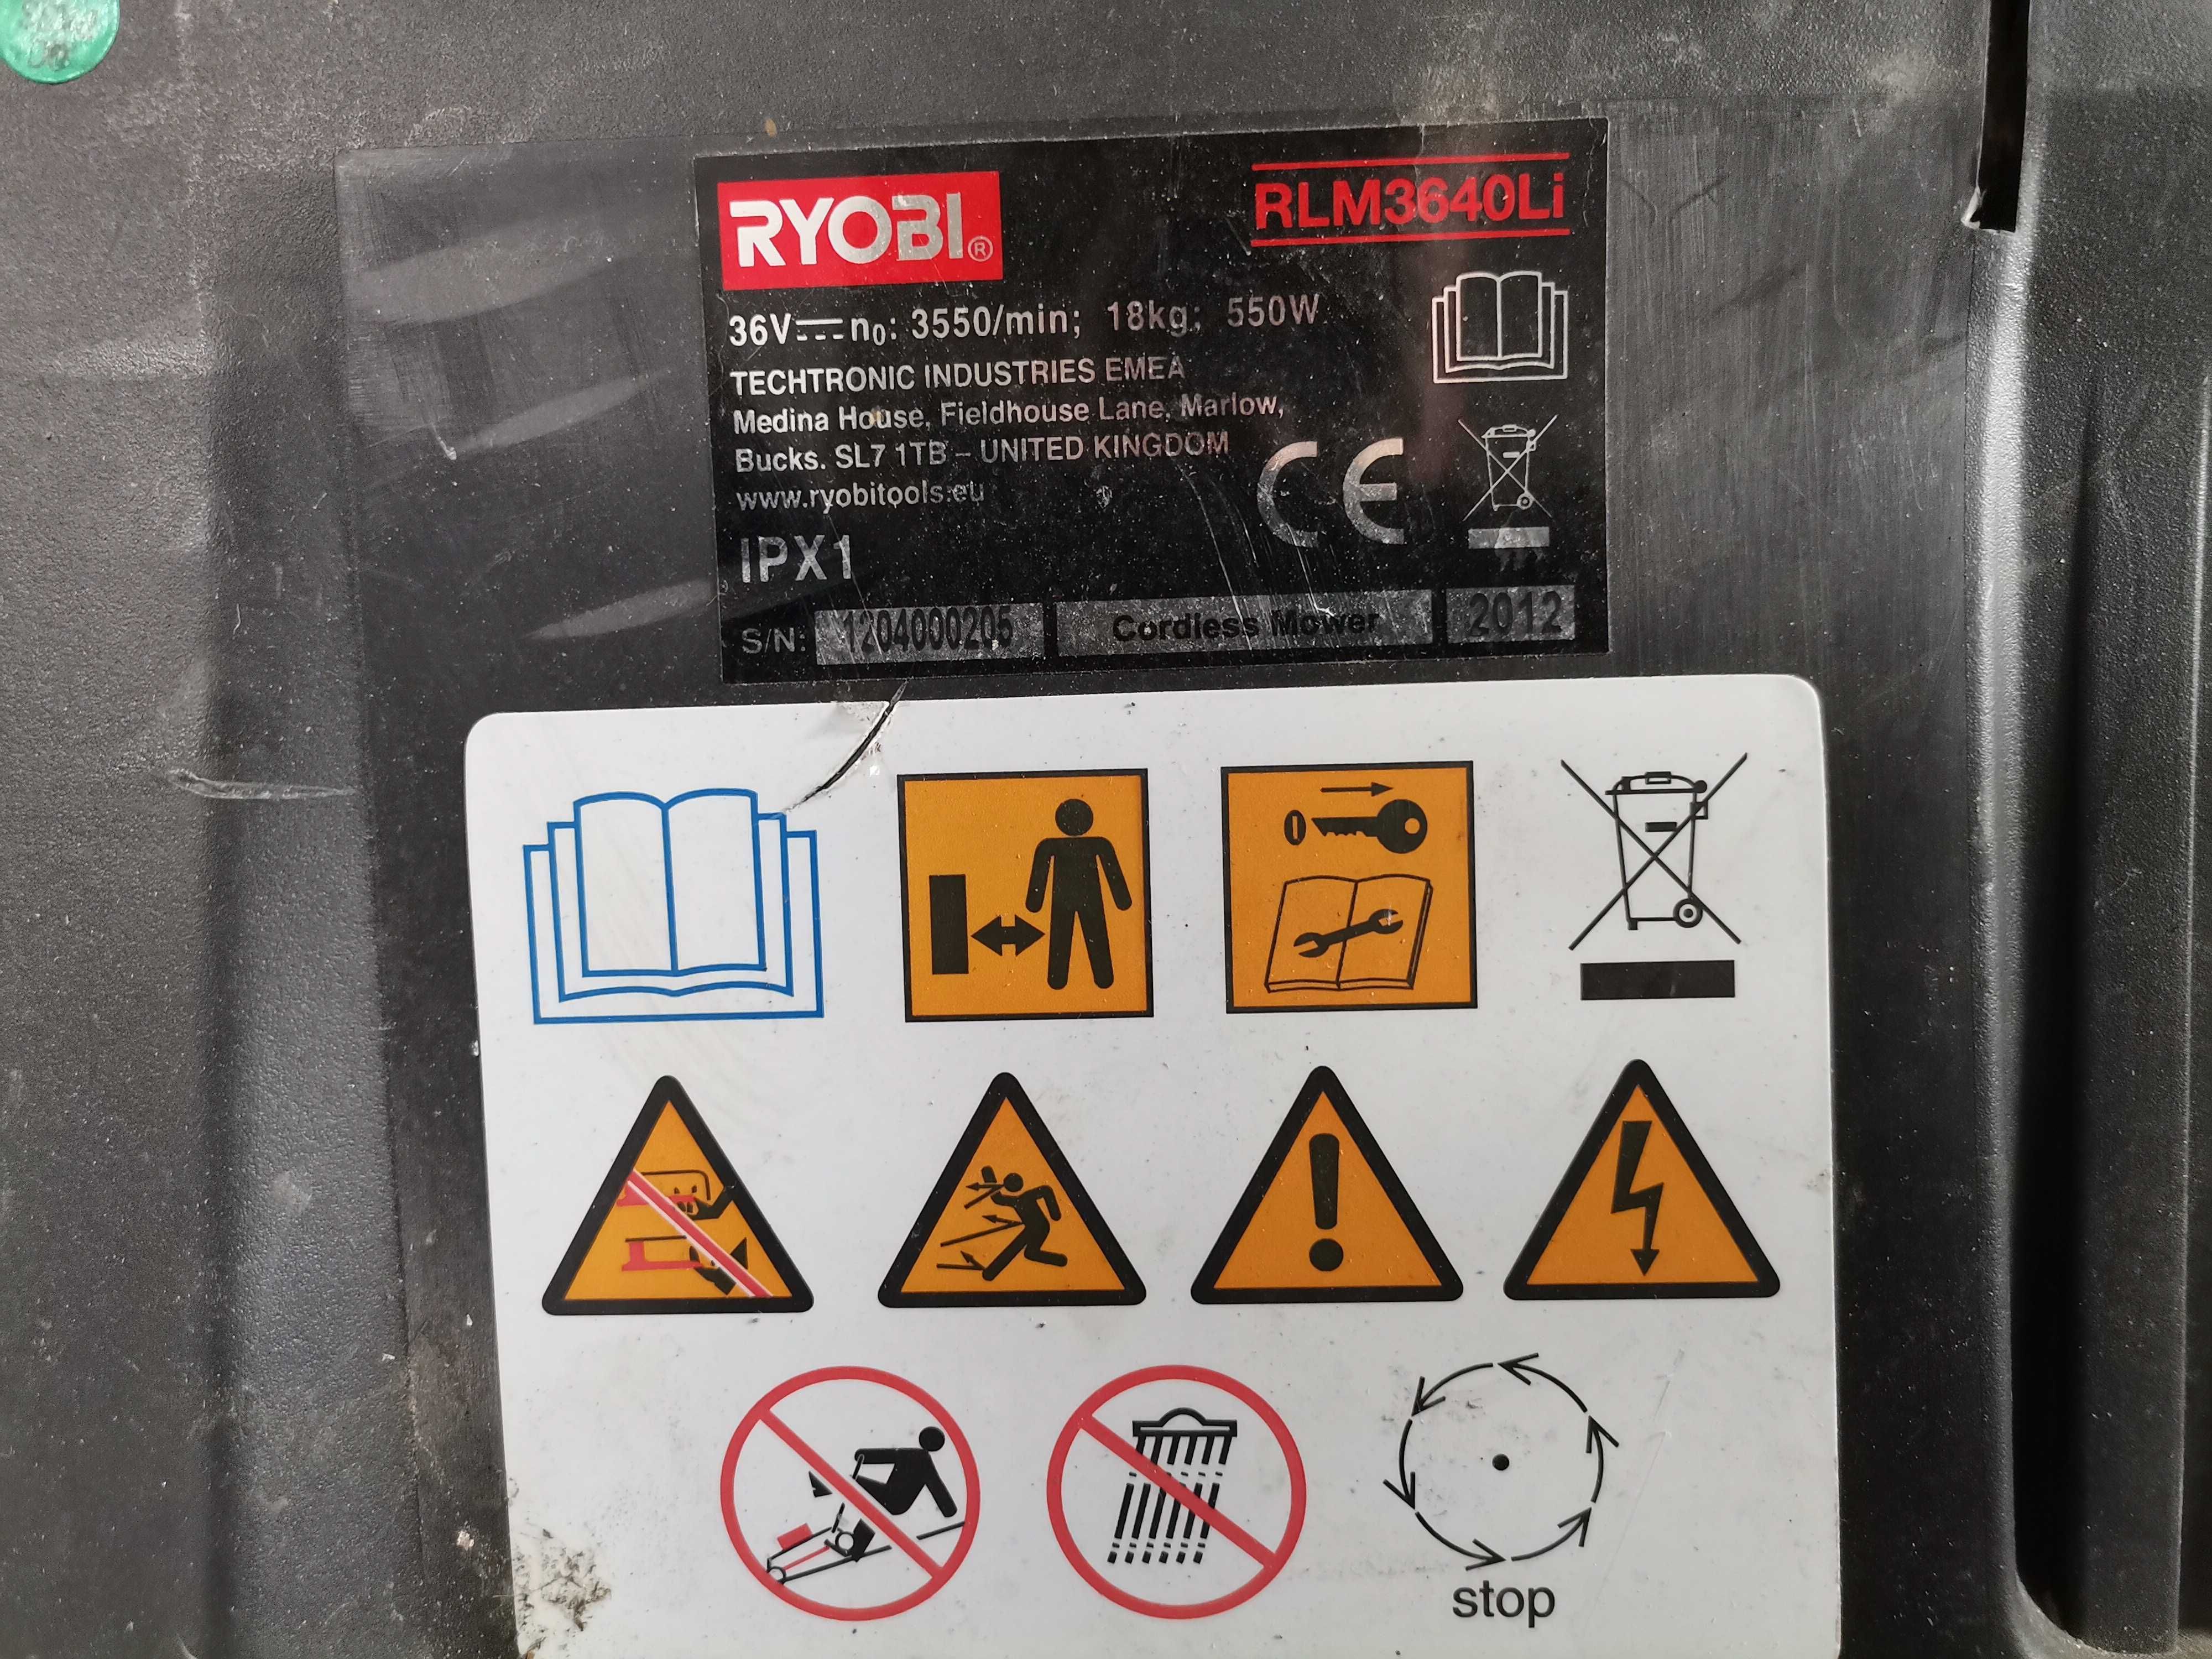 RYOBI®
RLM3640Li
36V n₀: 3550/min; 18kg; 550W
TECHTRONIC INDUSTRIES EMEA
Medina House, Fieldhouse Lane, Marlow,
Bucks. SL7 1TB – UNITED KINGDOM
www.ryobitools.eu
CE
IPX1
S/N: 1204000205 Cordless Mower 2012
stop